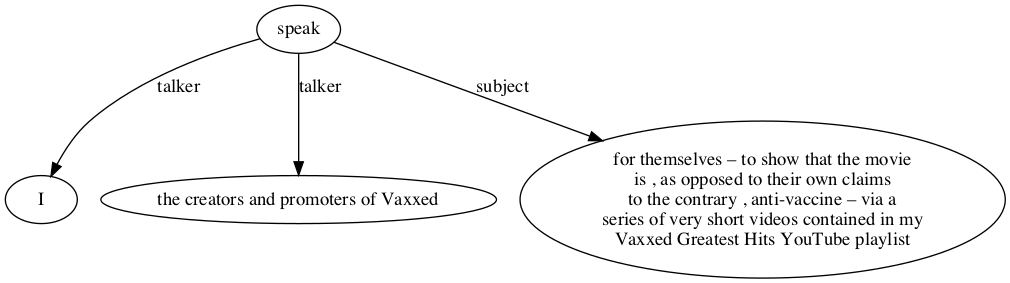 speak
talker
talker
subject
I
the creators and promoters of Vaxxed
for themselves – to show that the movie
is , as opposed to their own claims
to the contrary , anti-vaccine – via a
series of very short videos contained in my
Vaxxed Greatest Hits YouTube playlist